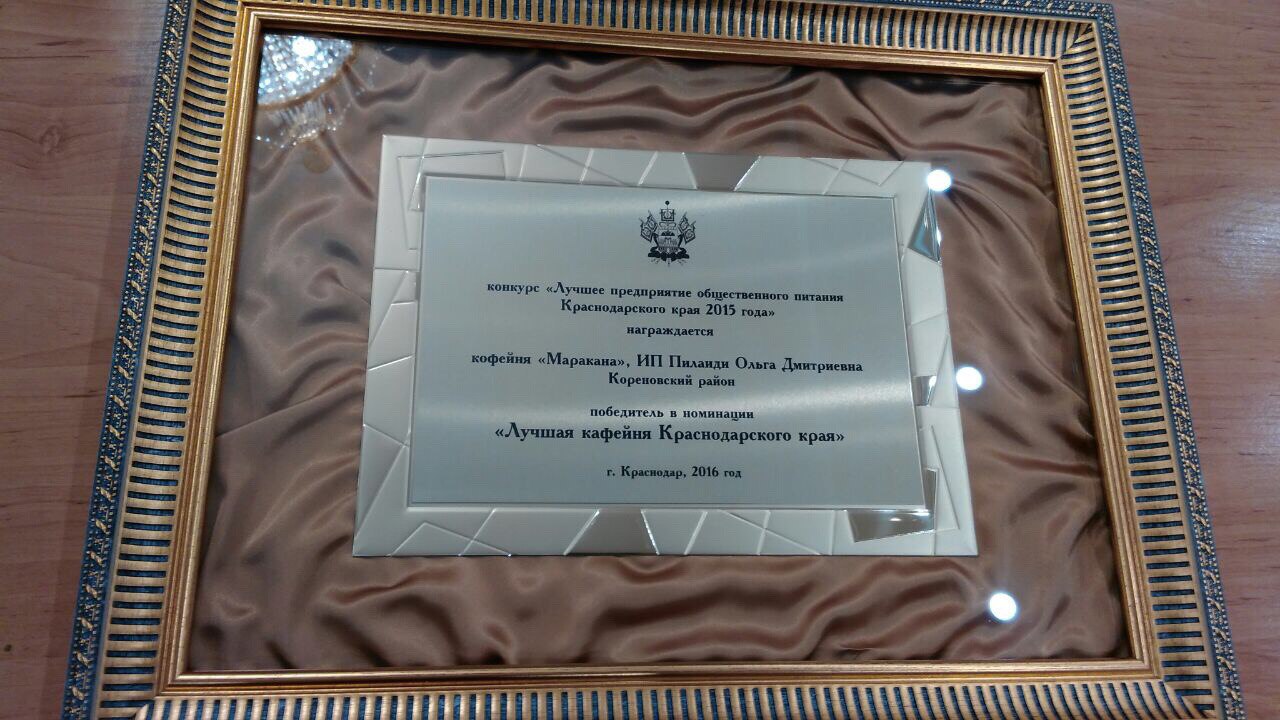 конкурс «Лучшее предприятие общественного питания
Краснодарского края 2015 года»
награждается
кофейня «Маракана», ИП Пилаиди Ольга Дмитриевна
Кореновский район
победитель в номинации
«Лучшая кафейня Краснодарского края»
г. Краснодар, 2016 год